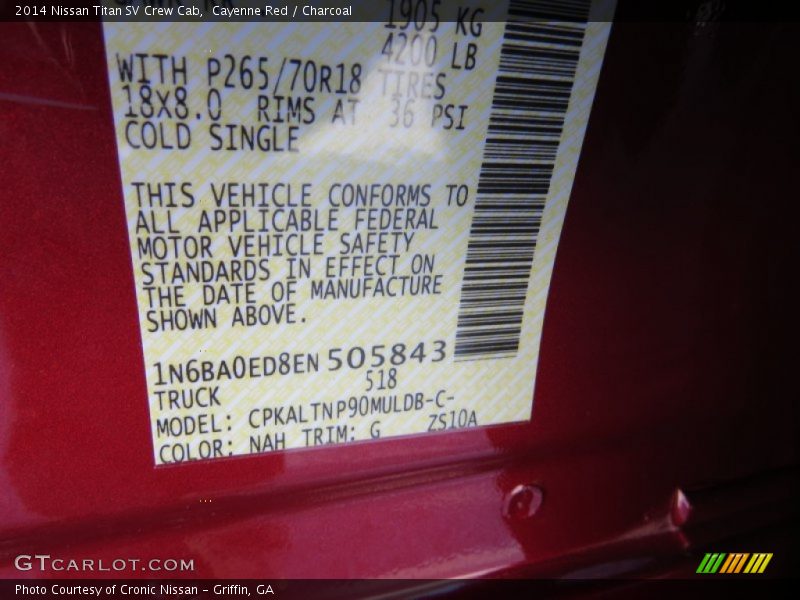 2014 Nissan Titan SV Crew Cab,  Cayenne Red / Charcoal
1905 KG
4200 LB
WITH P265/70R18 TIRES
18X8.0 RIMS AT 36 PSI
COLD SINGLE
THIS VEHICLE CONFORMS TO
ALL APPLICABLE FEDERAL
MOTOR VEHICLE SAFETY
STANDARDS IN EFFECT ON
THE DATE OF MANUFACTURE
SHOWN ABOVE.
1N6BA0ED8EN505843
518
TRUCK
MODEL: CPKALTNP90MULDB-C-
ZS10A
COLOR: NAH TRIM: G
GTCARLOT.COM
Photo Courtesy of Cronic Nissan - Griffin, GA